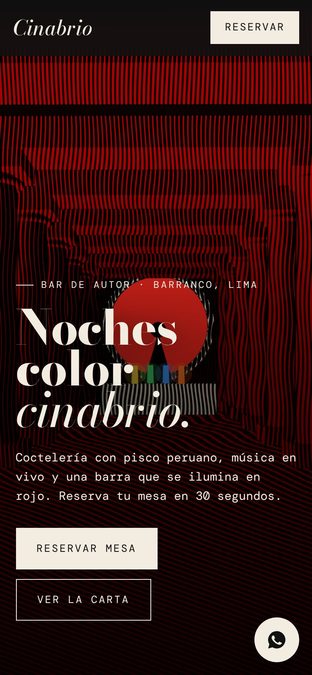 Cinabrio
RESERVAR
BAR DE AUTOR · BARRANCO, LIMA
Noches
color
cinabrio.
Coctelería con pisco peruano, música en
vivo y una barra que se ilumina en
rojo. Reserva tu mesa en 30 segundos.
RESERVAR MESA
VER LA CARTA